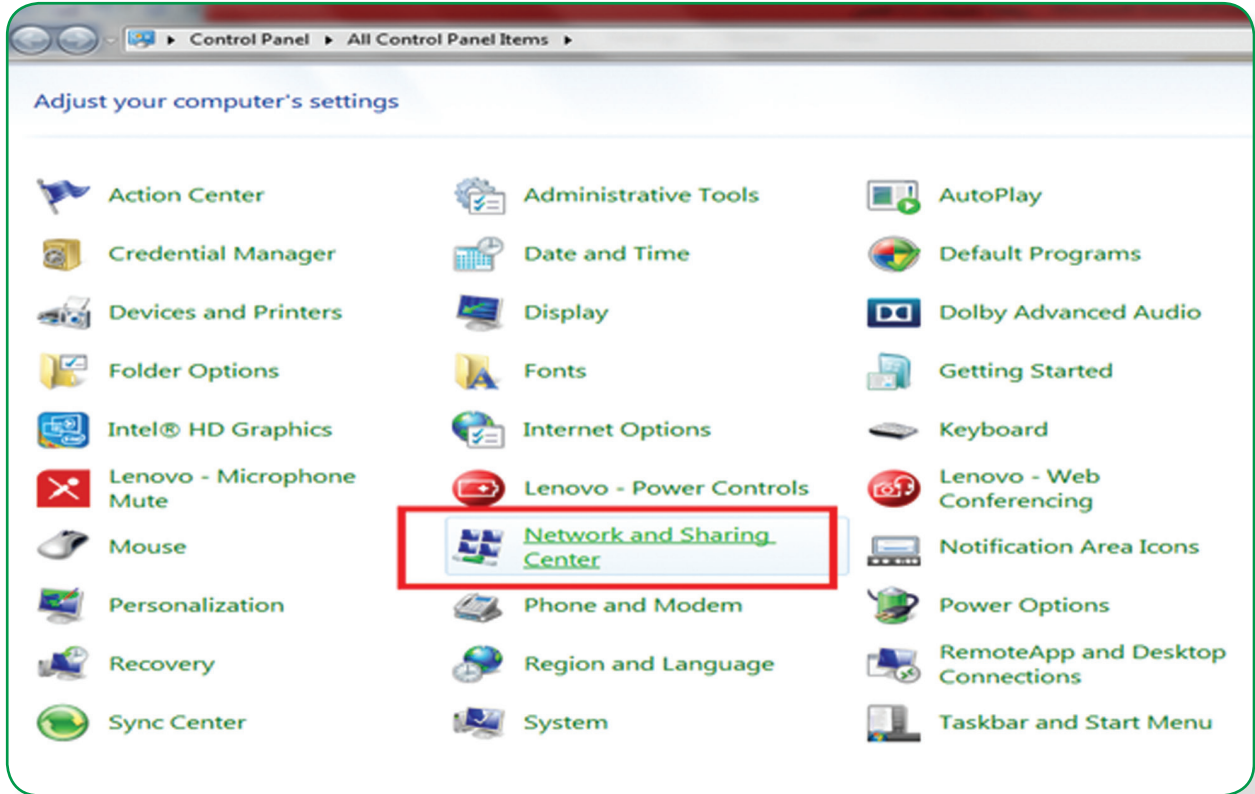 Control Panel ▸ All Control Panel Items ▸
Adjust your computer's settings
Action Center
Administrative Tools
AutoPlay
Credential Manager
Date and Time
Default Programs
Devices and Printers
Display
Dolby Advanced Audio
Folder Options
Fonts
Getting Started
Intel® HD Graphics
Internet Options
Keyboard
Lenovo - Microphone
Mute
Lenovo - Power Controls
Lenovo - Web
Conferencing
Mouse
Network and Sharing
Center
Notification Area Icons
Personalization
Phone and Modem
Power Options
Recovery
Region and Language
RemoteApp and Desktop
Connections
Sync Center
System
Taskbar and Start Menu